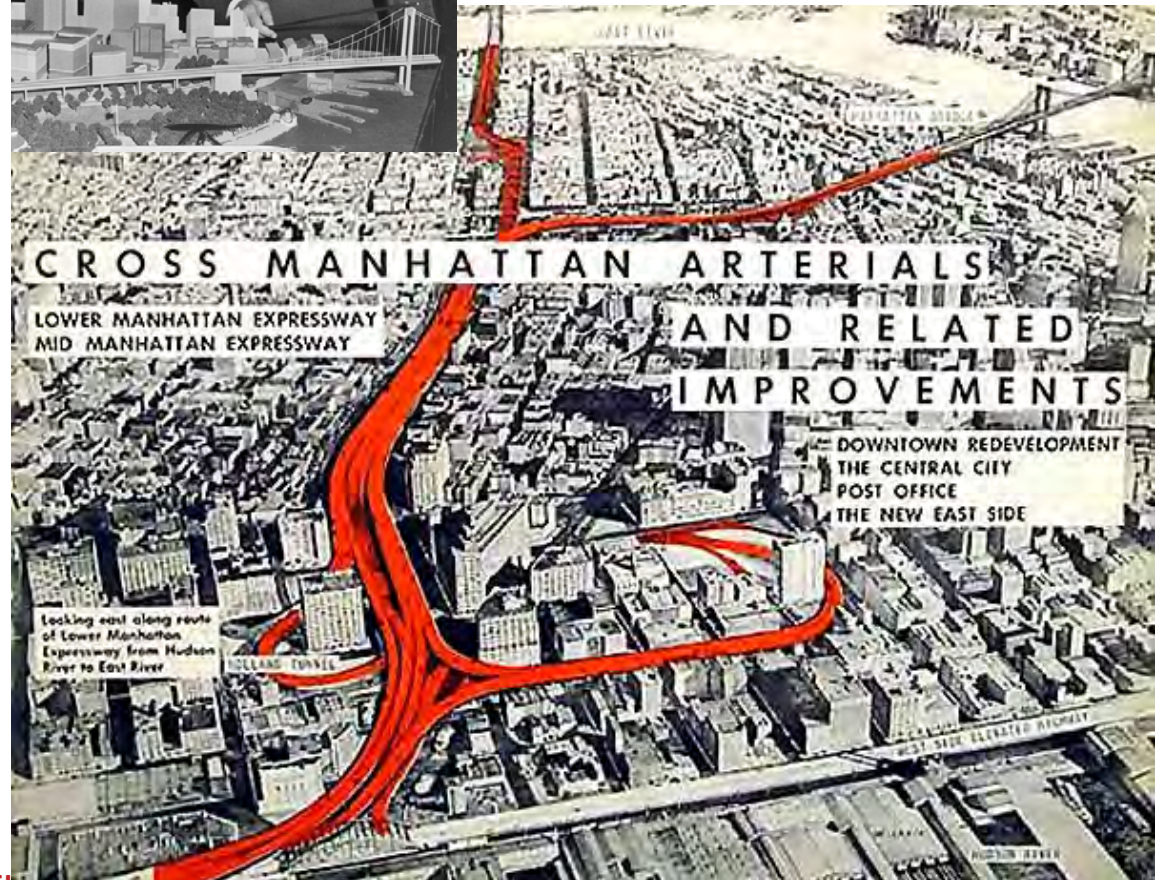 EAST RIVER
MANHATTAN BRIDGE
CROSS MANHATTAN ARTERIALS
LOWER MANHATTAN EXPRESSWAY
MID MANHATTAN EXPRESSWAY
AND RELATED
IMPROVEMENTS
DOWNTOWN REDEVELOPMENT
THE CENTRAL CITY
POST OFFICE
THE NEW EAST SIDE
Looking east along route
of Lower Manhattan
Expressway from Hudson
River to East River
HOLLAND TUNNEL
WEST SIDE ELEVATED HIGHWAY
HUDSON RIVER